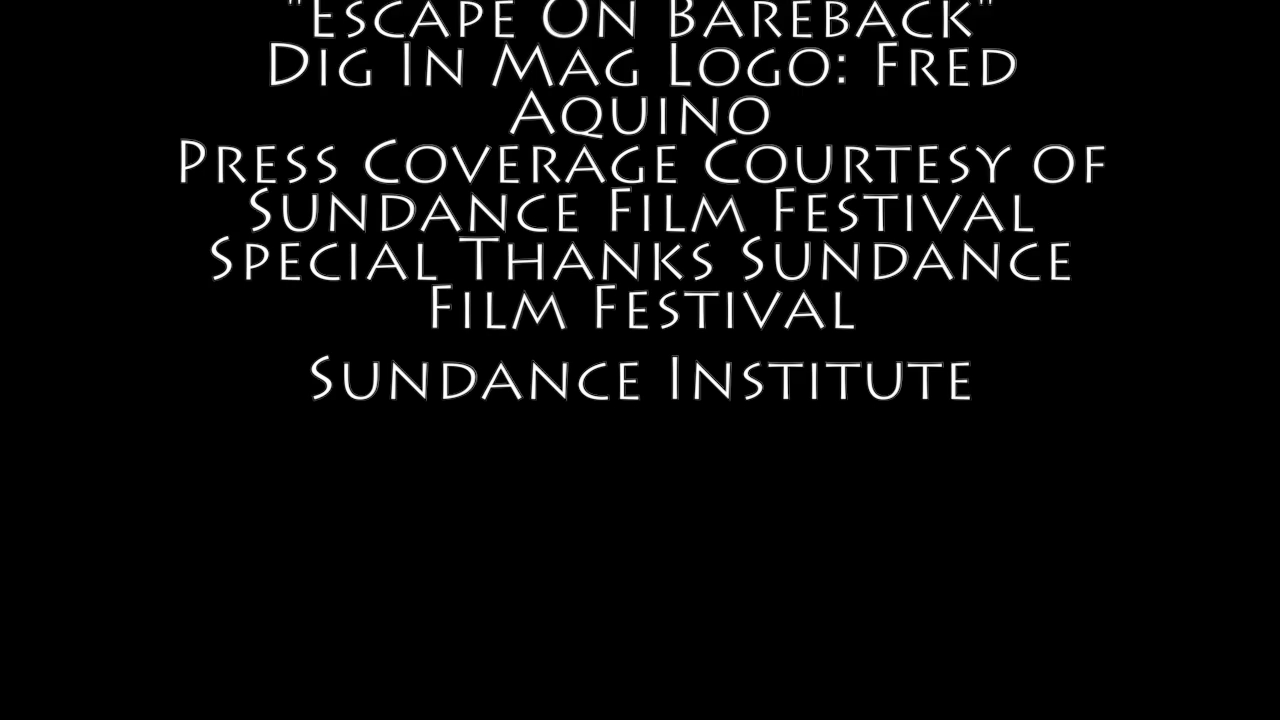 "Escape On Bareback"
Dig In Mag Logo: Fred
Aquino
Press Coverage Courtesy of
Sundance Film Festival
Special Thanks Sundance
Film Festival
Sundance Institute